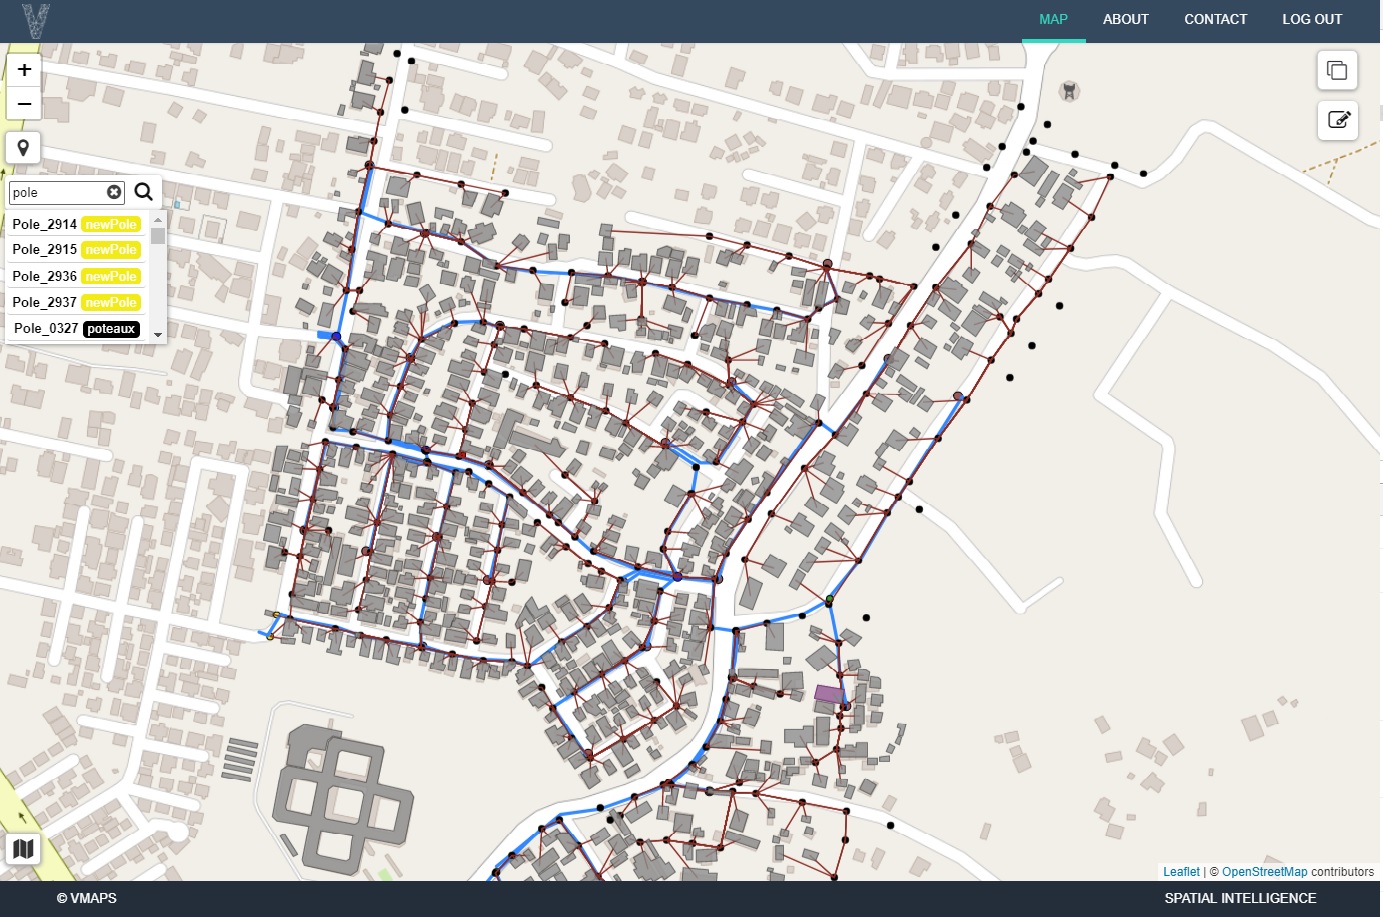 V
MAP ABOUT CONTACT LOG OUT
+
−
pole
Pole_2914 newPole
Pole_2915 newPole
Pole_2936 newPole
Pole_2937 newPole
Pole_0327 poteaux
Leaflet | © OpenStreetMap contributors
© VMAPS
SPATIAL INTELLIGENCE